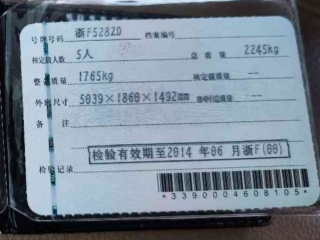 号牌号码 浙F5282D 档案编号
核定载人数 5人 总质量 2245kg
整备质量 1765kg 核定载质量 --
外廓尺寸 5039×1860×1492 准牵引总质量 --
备注
检验有效期至2014 年06 月浙F(00)
检验记录
*3390004608105*